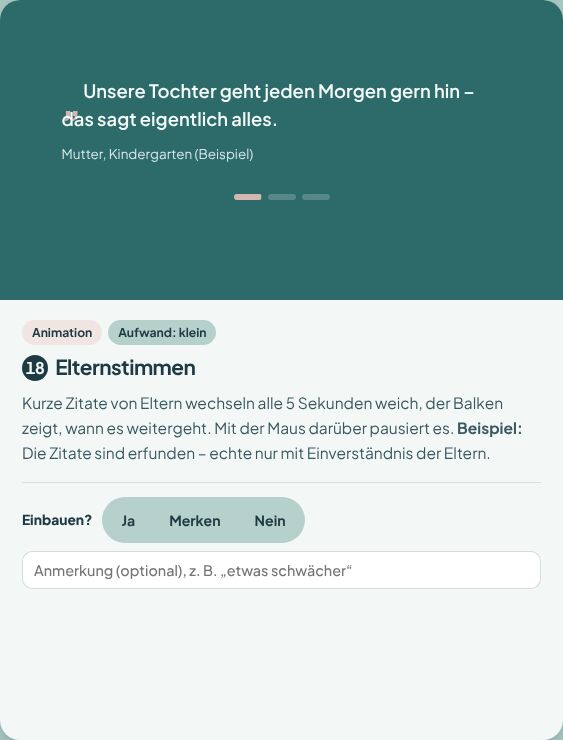 Unsere Tochter geht jeden Morgen gern hin –
das sagt eigentlich alles.
Mutter, Kindergarten (Beispiel)
Animation
Aufwand: klein
18 Elternstimmen
Kurze Zitate von Eltern wechseln alle 5 Sekunden weich, der Balken
zeigt, wann es weitergeht. Mit der Maus darüber pausiert es. Beispiel:
Die Zitate sind erfunden – echte nur mit Einverständnis der Eltern.
Einbauen? Ja Merken Nein
Anmerkung (optional), z. B. „etwas schwächer“